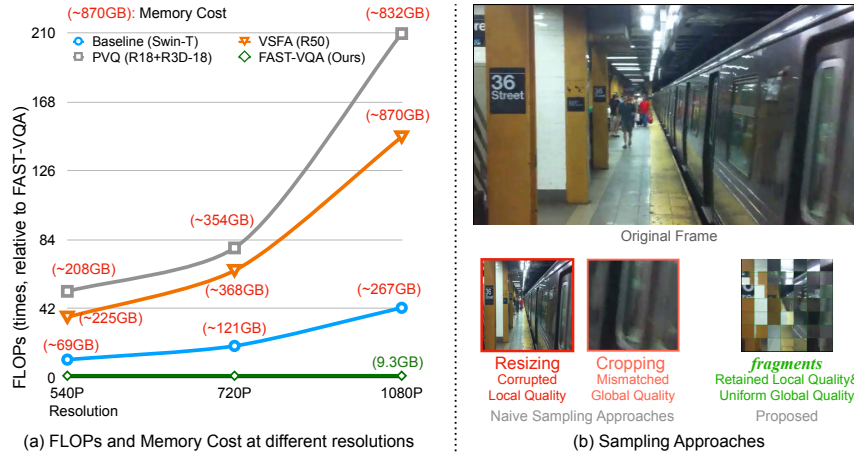 (~870GB): Memory Cost
Baseline (Swin-T)
VSFA (R50)
PVQ (R18+R3D-18)
FAST-VQA (Ours)
FLOPs (times, relative to FAST-VQA)
210
168
126
84
42
0
(~832GB)
(~870GB)
(~354GB)
(~368GB)
(~208GB)
(~225GB)
(~267GB)
(~121GB)
(~69GB)
(9.3GB)
540P
720P
1080P
Resolution
(a) FLOPs and Memory Cost at different resolutions
36
Street
36
Original Frame
36
Resizing
Corrupted
Local Quality
Cropping
Mismatched
Global Quality
Naive Sampling Approaches
fragments
Retained Local Quality&
Uniform Global Quality
Proposed
(b) Sampling Approaches